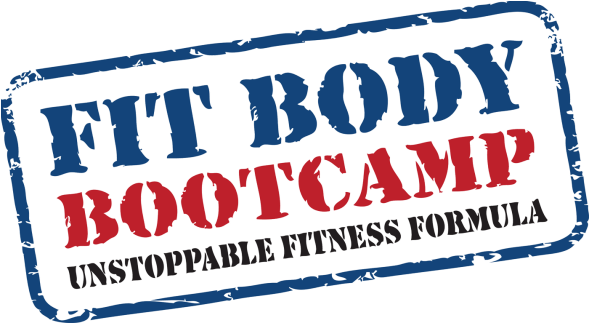 FIT BODY
BOOTCAMP
UNSTOPPABLE FITNESS FORMULA